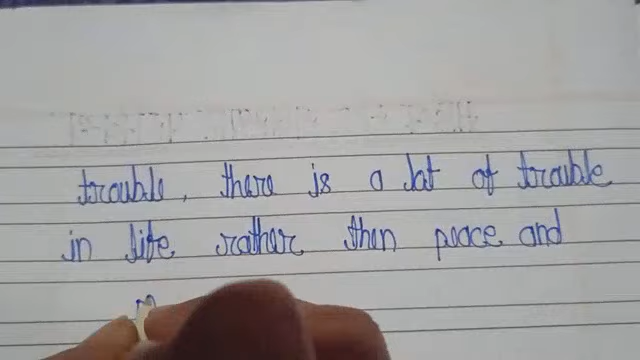 trouble, there is a lot of trouble
in life rather then peace and